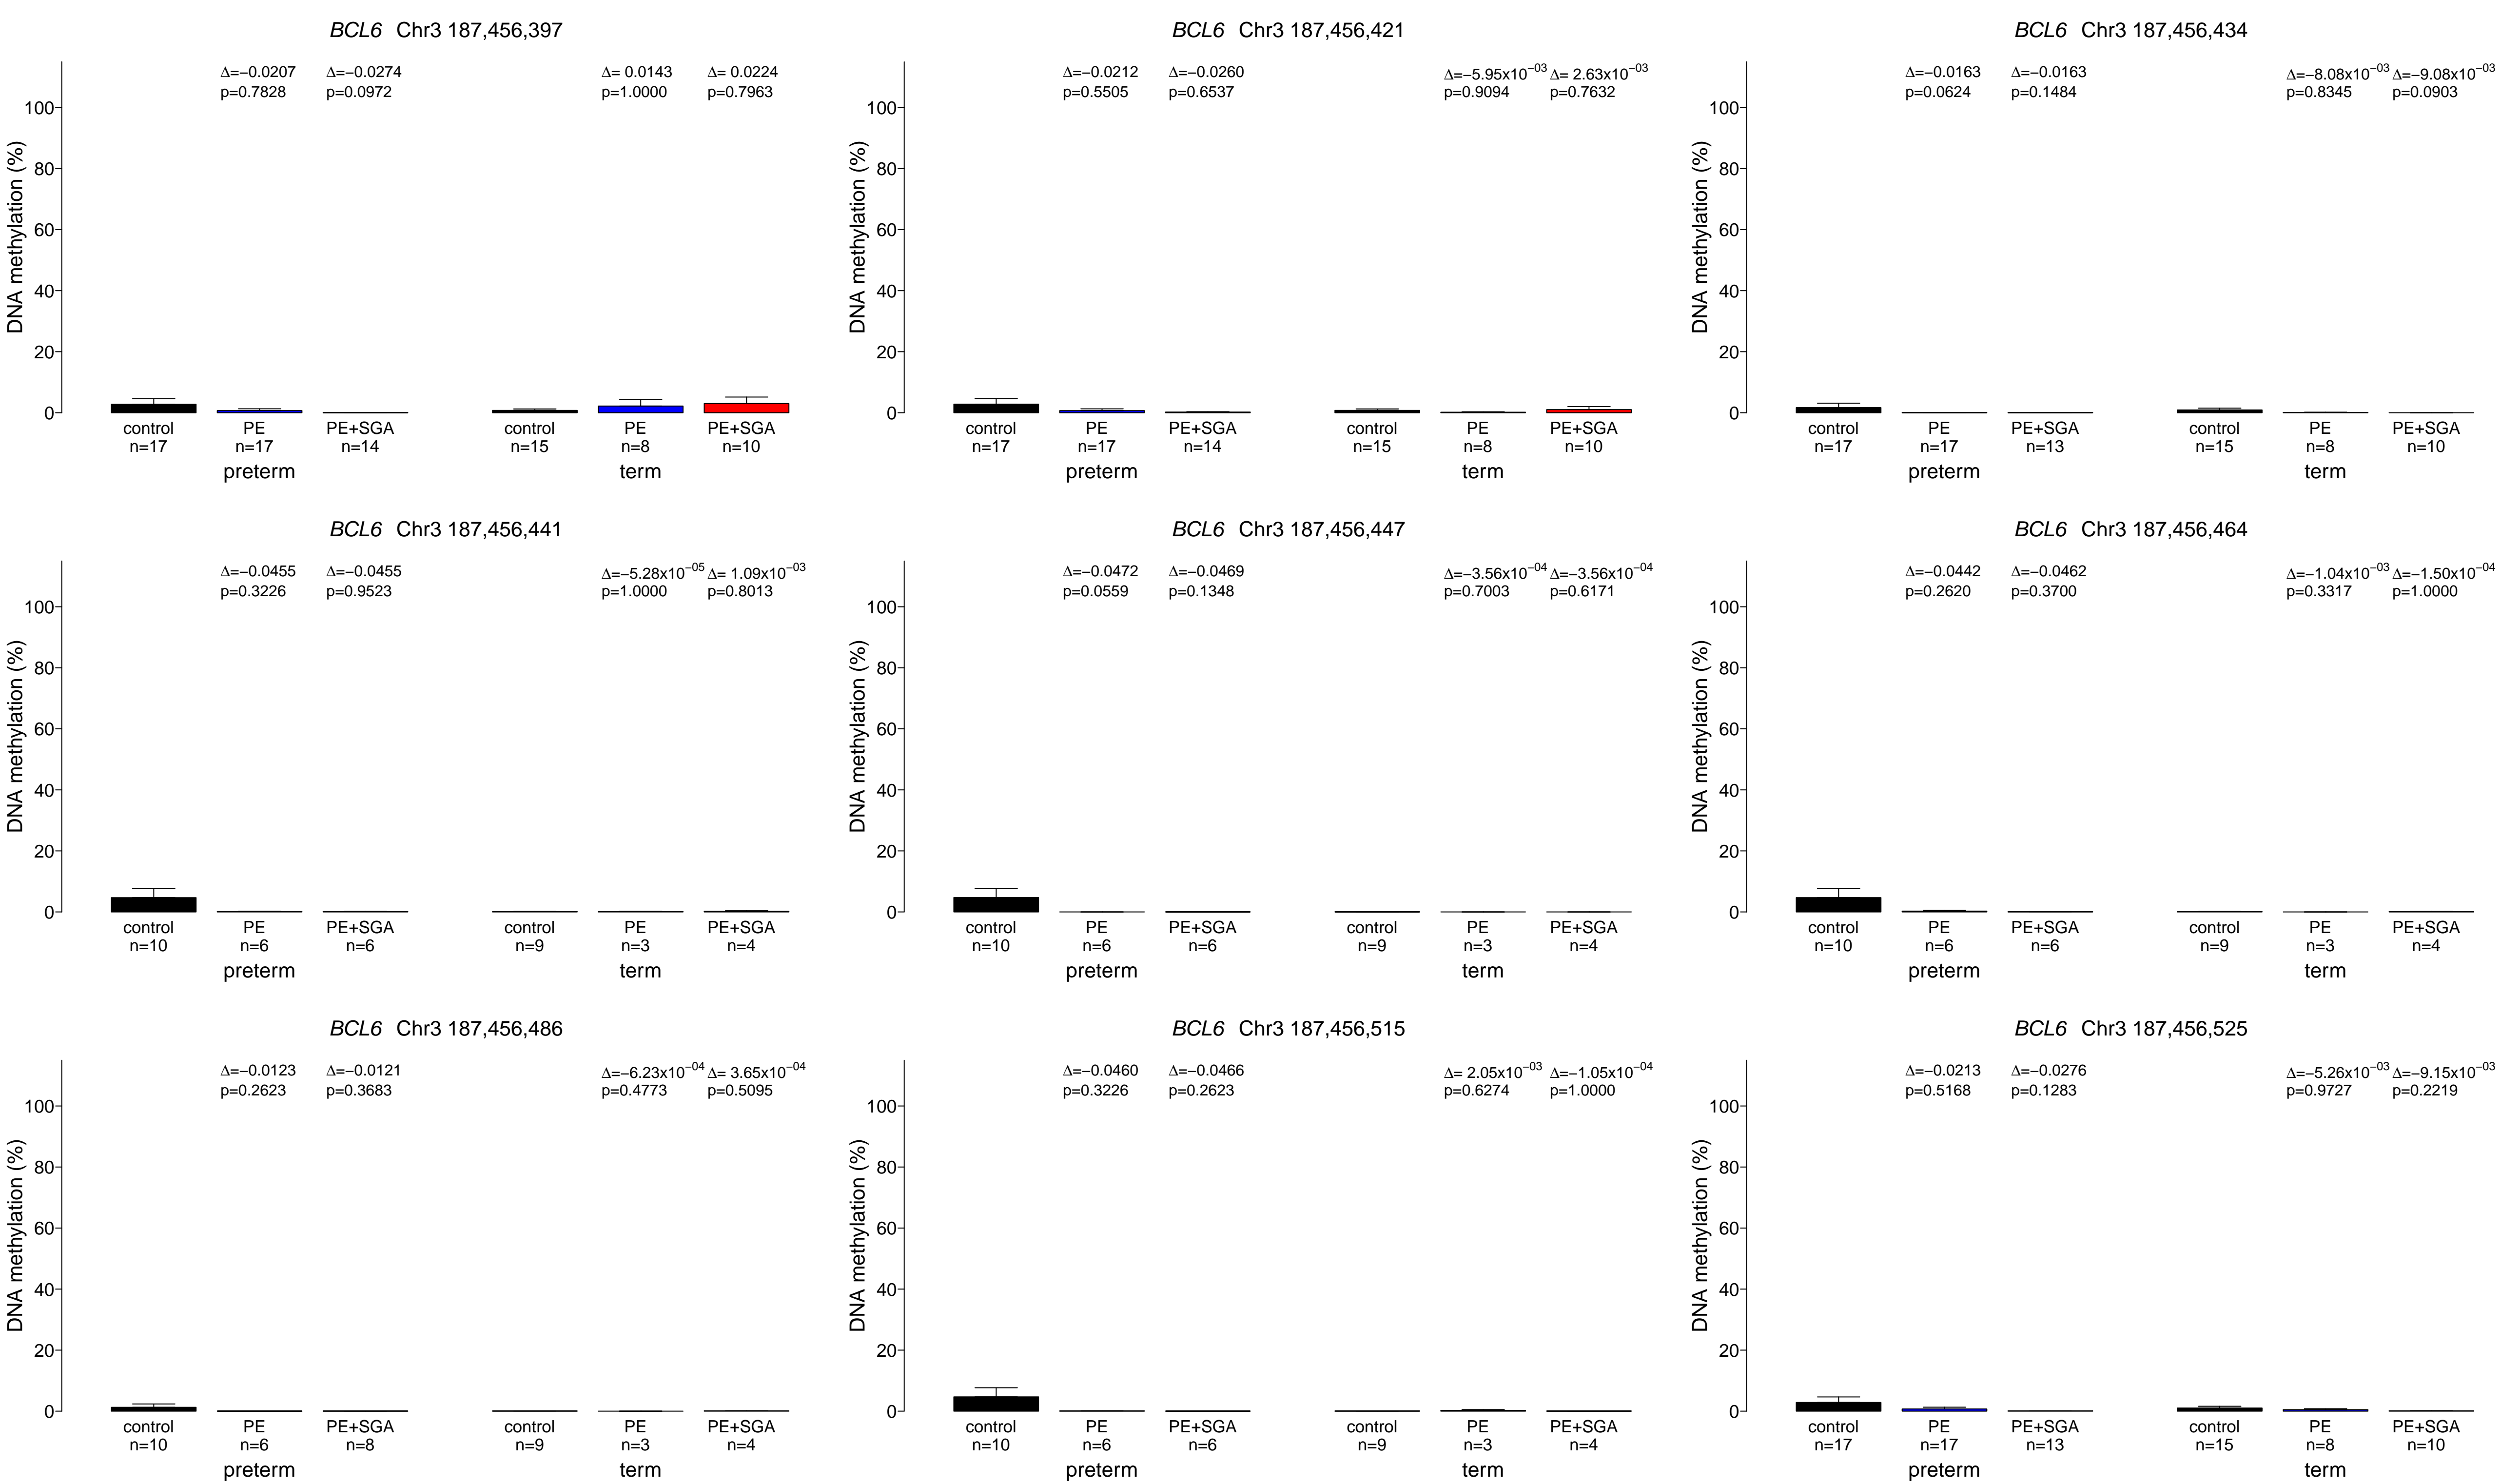 BCL6 Chr3 187,456,397
Δ=−0.0207 Δ=−0.0274 Δ= 0.0143 Δ= 0.0224
p=0.7828 p=0.0972 p=1.0000 p=0.7963
DNA methylation (%)
100
80
60
40
20
0
control PE PE+SGA control PE PE+SGA
n=17 n=17 n=14 n=15 n=8 n=10
preterm term
BCL6 Chr3 187,456,421
Δ=−0.0212 Δ=−0.0260 Δ=−5.95x10⁻⁰³ Δ= 2.63x10⁻⁰³
p=0.5505 p=0.6537 p=0.9094 p=0.7632
DNA methylation (%)
100
80
60
40
20
0
control PE PE+SGA control PE PE+SGA
n=17 n=17 n=14 n=15 n=8 n=10
preterm term
BCL6 Chr3 187,456,434
Δ=−0.0163 Δ=−0.0163 Δ=−8.08x10⁻⁰³ Δ=−9.08x10⁻⁰³
p=0.0624 p=0.1484 p=0.8345 p=0.0903
DNA methylation (%)
100
80
60
40
20
0
control PE PE+SGA control PE PE+SGA
n=17 n=17 n=13 n=15 n=8 n=10
preterm term
BCL6 Chr3 187,456,441
Δ=−0.0455 Δ=−0.0455 Δ=−5.28x10⁻⁰⁵ Δ= 1.09x10⁻⁰³
p=0.3226 p=0.9523 p=1.0000 p=0.8013
DNA methylation (%)
100
80
60
40
20
0
control PE PE+SGA control PE PE+SGA
n=10 n=6 n=6 n=9 n=3 n=4
preterm term
BCL6 Chr3 187,456,447
Δ=−0.0472 Δ=−0.0469 Δ=−3.56x10⁻⁰⁴ Δ=−3.56x10⁻⁰⁴
p=0.0559 p=0.1348 p=0.7003 p=0.6171
DNA methylation (%)
100
80
60
40
20
0
control PE PE+SGA control PE PE+SGA
n=10 n=6 n=6 n=9 n=3 n=4
preterm term
BCL6 Chr3 187,456,464
Δ=−0.0442 Δ=−0.0462 Δ=−1.04x10⁻⁰³ Δ=−1.50x10⁻⁰⁴
p=0.2620 p=0.3700 p=0.3317 p=1.0000
DNA methylation (%)
100
80
60
40
20
0
control PE PE+SGA control PE PE+SGA
n=10 n=6 n=6 n=9 n=3 n=4
preterm term
BCL6 Chr3 187,456,486
Δ=−0.0123 Δ=−0.0121 Δ=−6.23x10⁻⁰⁴ Δ= 3.65x10⁻⁰⁴
p=0.2623 p=0.3683 p=0.4773 p=0.5095
DNA methylation (%)
100
80
60
40
20
0
control PE PE+SGA control PE PE+SGA
n=10 n=6 n=8 n=9 n=3 n=4
preterm term
BCL6 Chr3 187,456,515
Δ=−0.0460 Δ=−0.0466 Δ= 2.05x10⁻⁰³ Δ=−1.05x10⁻⁰⁴
p=0.3226 p=0.2623 p=0.6274 p=1.0000
DNA methylation (%)
100
80
60
40
20
0
control PE PE+SGA control PE PE+SGA
n=10 n=6 n=6 n=9 n=3 n=4
preterm term
BCL6 Chr3 187,456,525
Δ=−0.0213 Δ=−0.0276 Δ=−5.26x10⁻⁰³ Δ=−9.15x10⁻⁰³
p=0.5168 p=0.1283 p=0.9727 p=0.2219
DNA methylation (%)
100
80
60
40
20
0
control PE PE+SGA control PE PE+SGA
n=17 n=17 n=13 n=15 n=8 n=10
preterm term